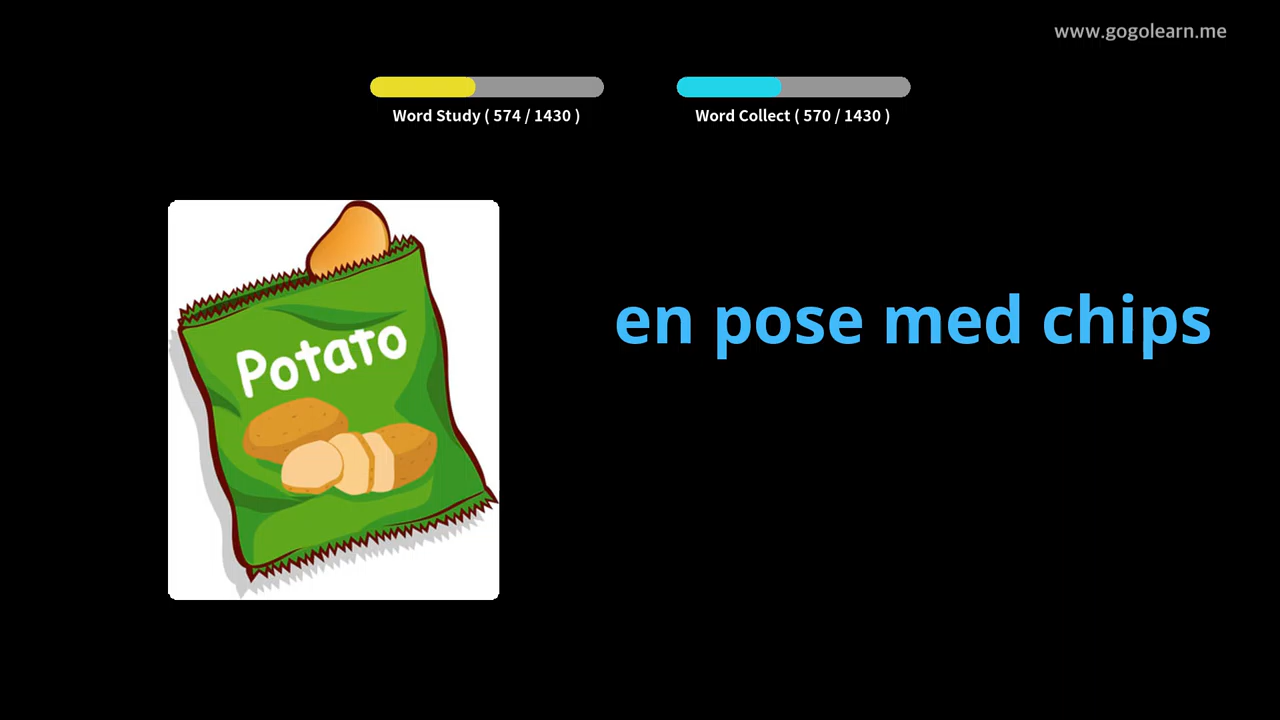 www.gogolearn.me
Word Study ( 574 / 1430 )
Word Collect ( 570 / 1430 )
Potato
en pose med chips